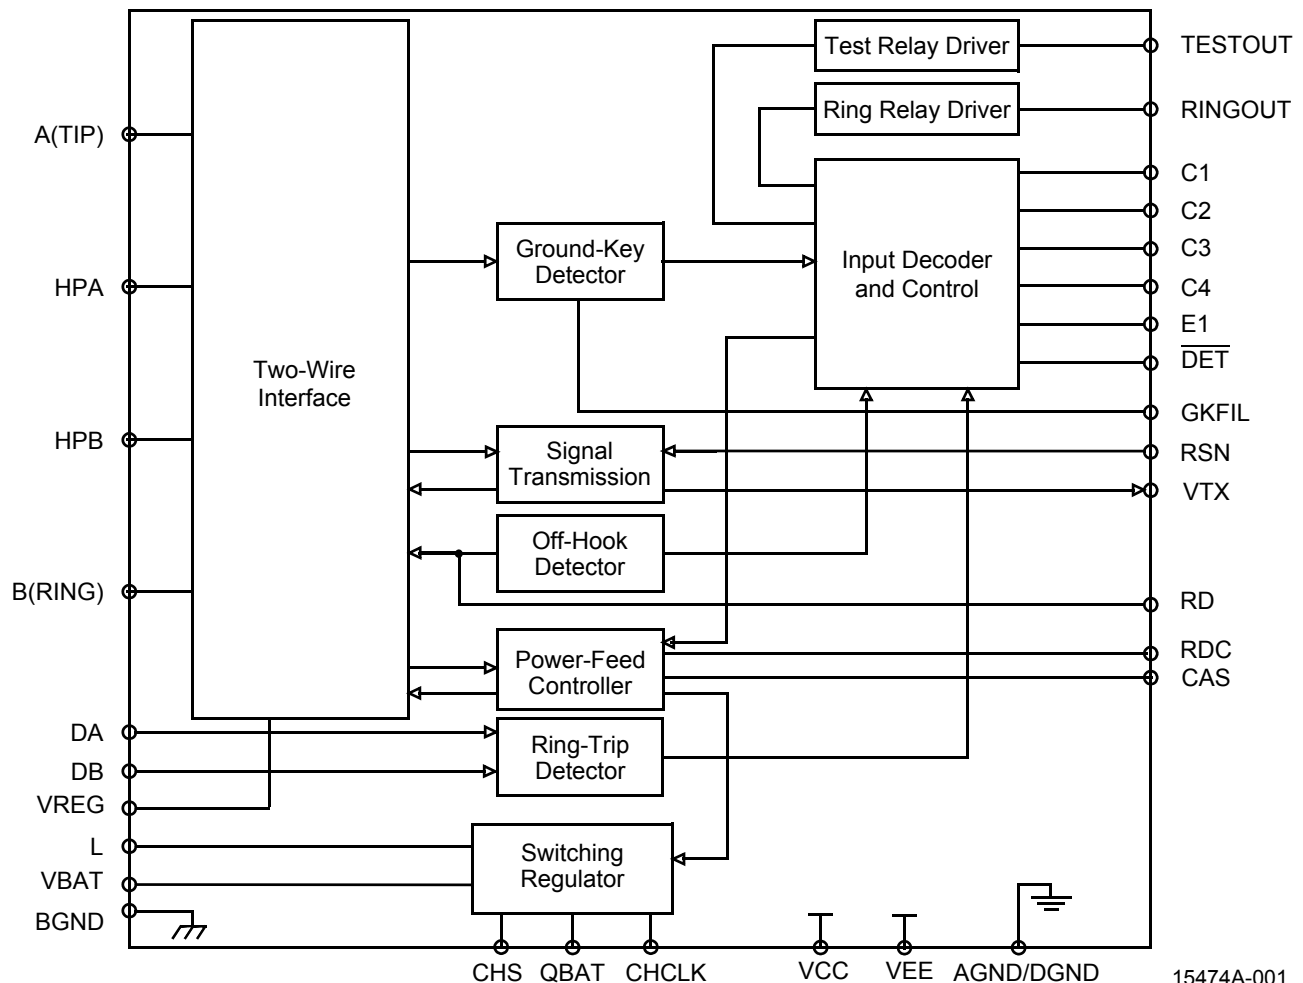 Test Relay Driver
TESTOUT
Ring Relay Driver
RINGOUT
A(TIP)
C1
C2
Ground-Key
Detector
Input Decoder
and Control
C3
HPA
C4
E1
DET
Two-Wire
Interface
GKFIL
HPB
Signal
Transmission
RSN
VTX
Off-Hook
Detector
B(RING)
RD
Power-Feed
Controller
RDC
CAS
DA
Ring-Trip
Detector
DB
VREG
L
Switching
Regulator
VBAT
BGND
CHS
QBAT
CHCLK
VCC
VEE
AGND/DGND
15474A-001